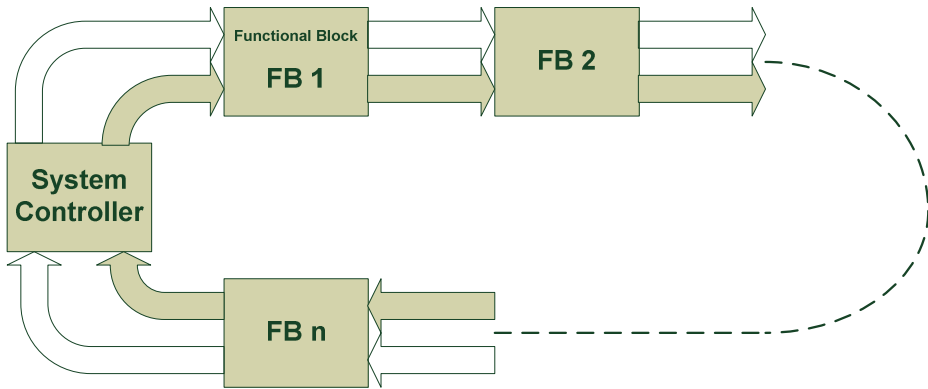 Functional Block
FB 1
FB 2
System
Controller
FB n